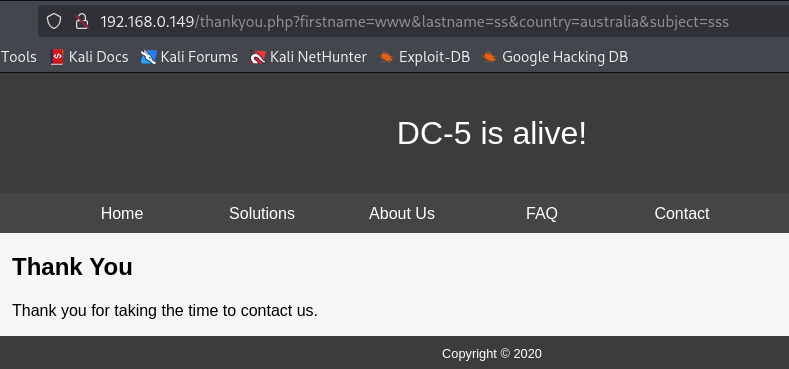 192.168.0.149/thankyou.php?firstname=www&lastname=ss&country=australia&subject=sss
Tools Kali Docs Kali Forums Kali NetHunter Exploit-DB Google Hacking DB
DC-5 is alive!
Home Solutions About Us FAQ Contact
Thank You
Thank you for taking the time to contact us.
Copyright © 2020